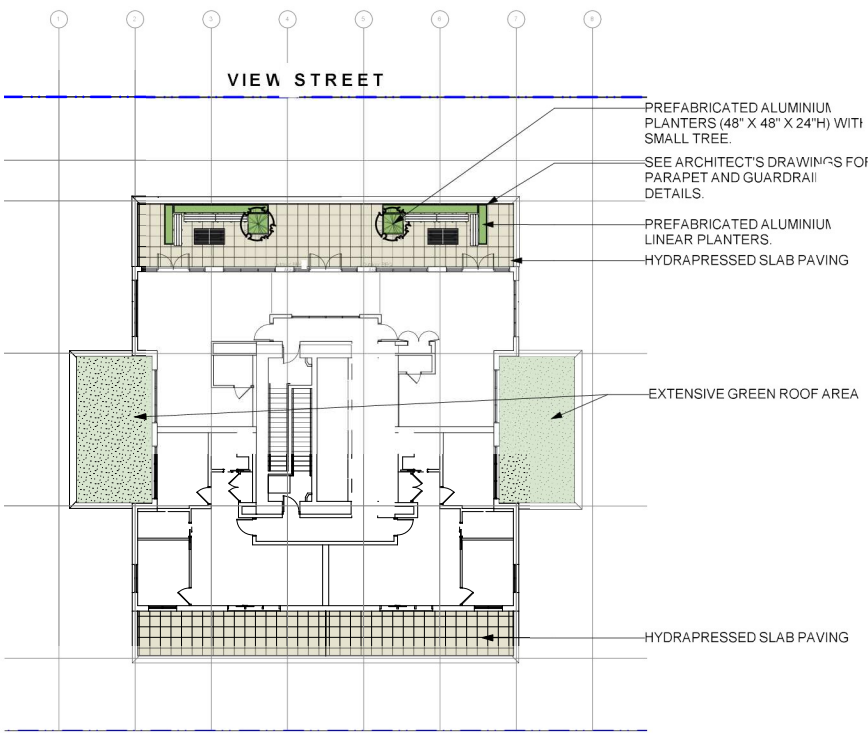 1 2 3 4 5 6 7 8
VIEW STREET
PREFABRICATED ALUMINIUM
PLANTERS (48" X 48" X 24"H) WITH
SMALL TREE.
SEE ARCHITECT'S DRAWINGS FOR
PARAPET AND GUARDRAIL
DETAILS.
PREFABRICATED ALUMINIUM
LINEAR PLANTERS.
HYDRAPRESSED SLAB PAVING
EXTENSIVE GREEN ROOF AREA
HYDRAPRESSED SLAB PAVING